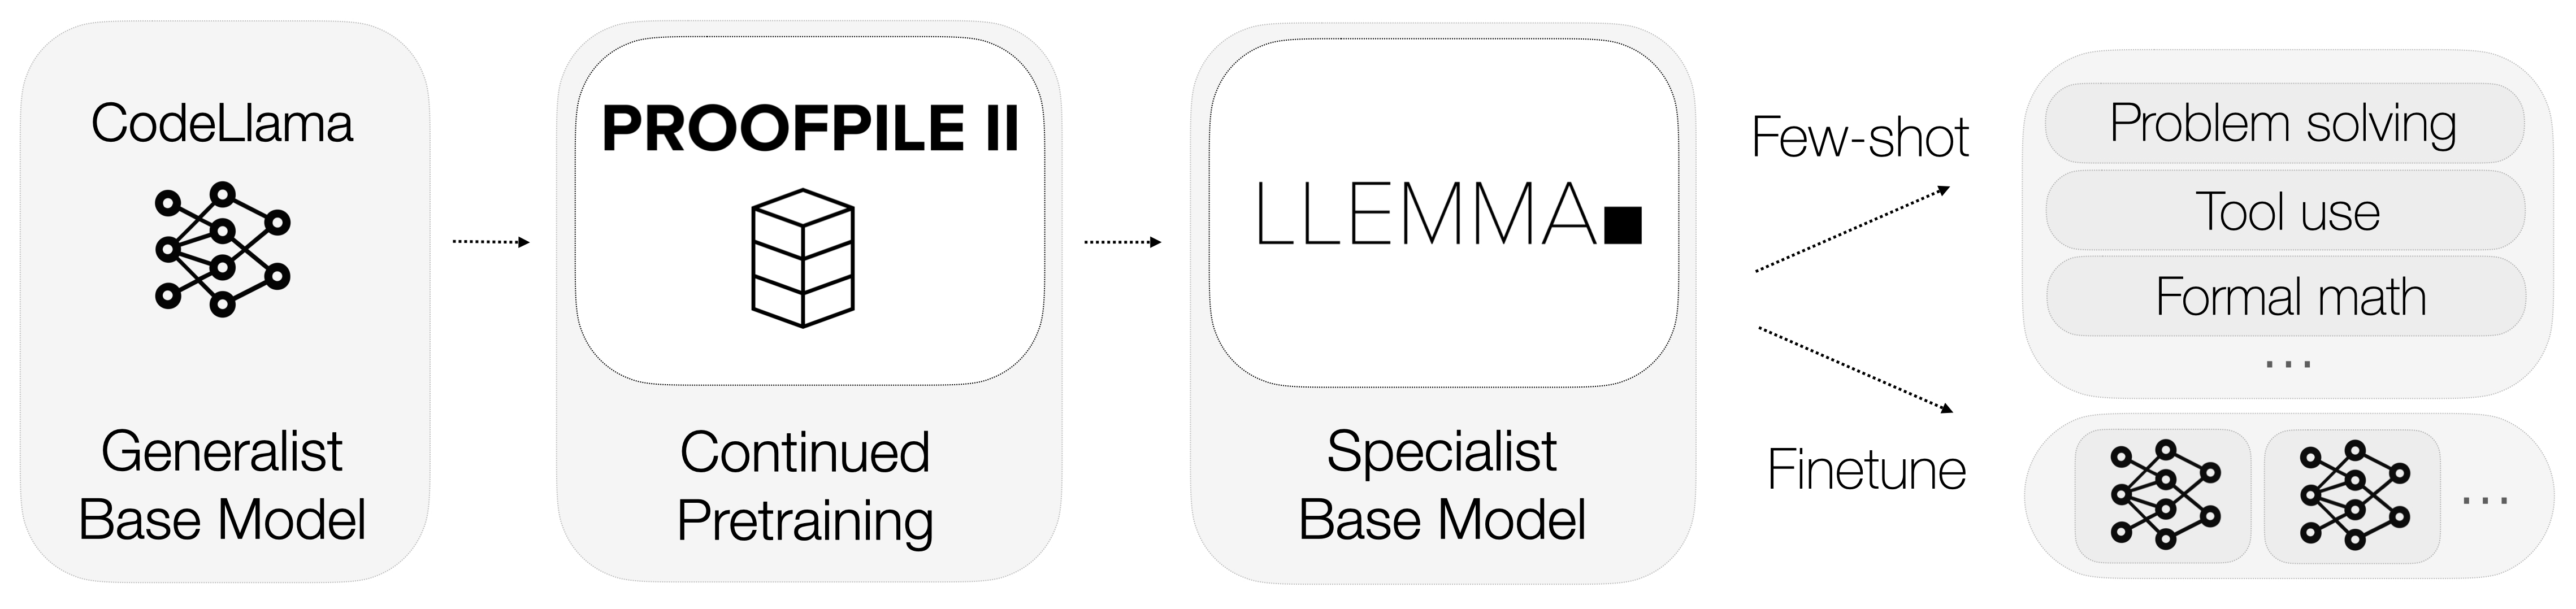 CodeLlama
Generalist
Base Model
PROOFPILE II
Continued
Pretraining
LLEMMA
Specialist
Base Model
Few-shot
Finetune
Problem solving
Tool use
Formal math
...
...